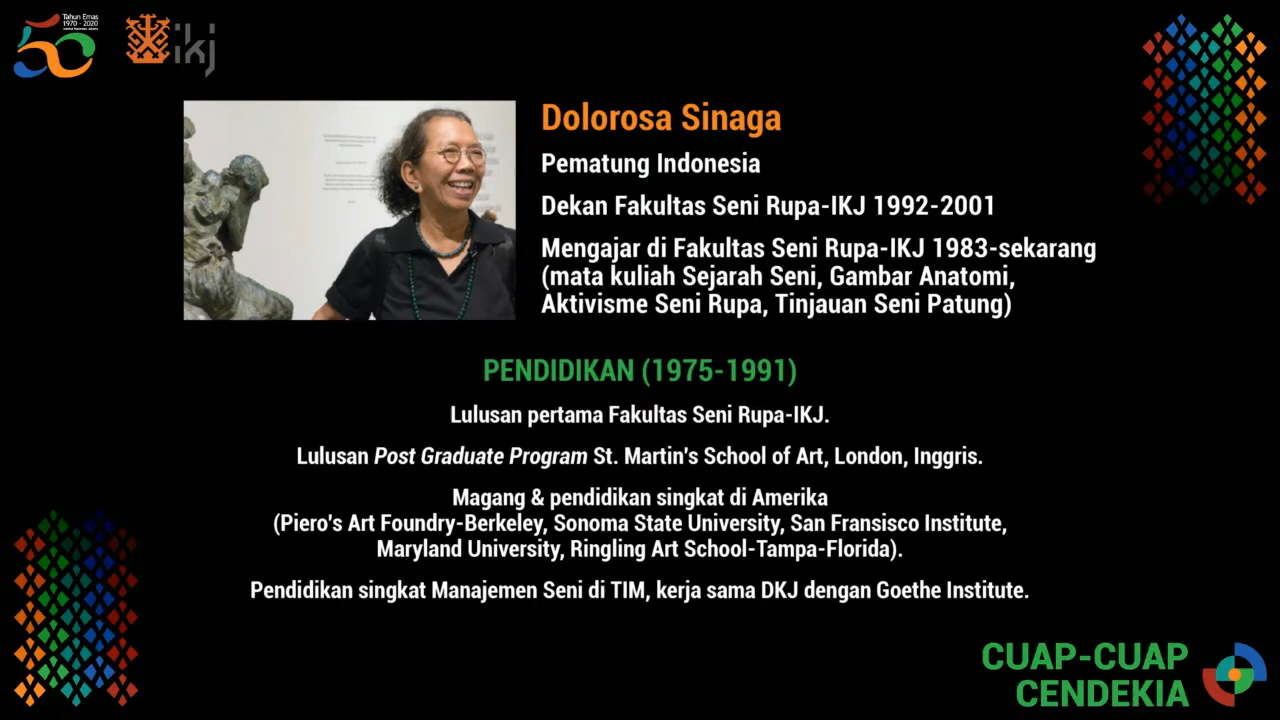 50
Tahun Emas
1970 - 2020
Institut Kesenian Jakarta
ikj
Dolorosa Sinaga
Pematung Indonesia
Dekan Fakultas Seni Rupa-IKJ 1992-2001
Mengajar di Fakultas Seni Rupa-IKJ 1983-sekarang
(mata kuliah Sejarah Seni, Gambar Anatomi,
Aktivisme Seni Rupa, Tinjauan Seni Patung)
PENDIDIKAN (1975-1991)
Lulusan pertama Fakultas Seni Rupa-IKJ.
Lulusan Post Graduate Program St. Martin's School of Art, London, Inggris.
Magang & pendidikan singkat di Amerika
(Piero's Art Foundry-Berkeley, Sonoma State University, San Fransisco Institute,
Maryland University, Ringling Art School-Tampa-Florida).
Pendidikan singkat Manajemen Seni di TIM, kerja sama DKJ dengan Goethe Institute.
CUAP-CUAP
CENDEKIA